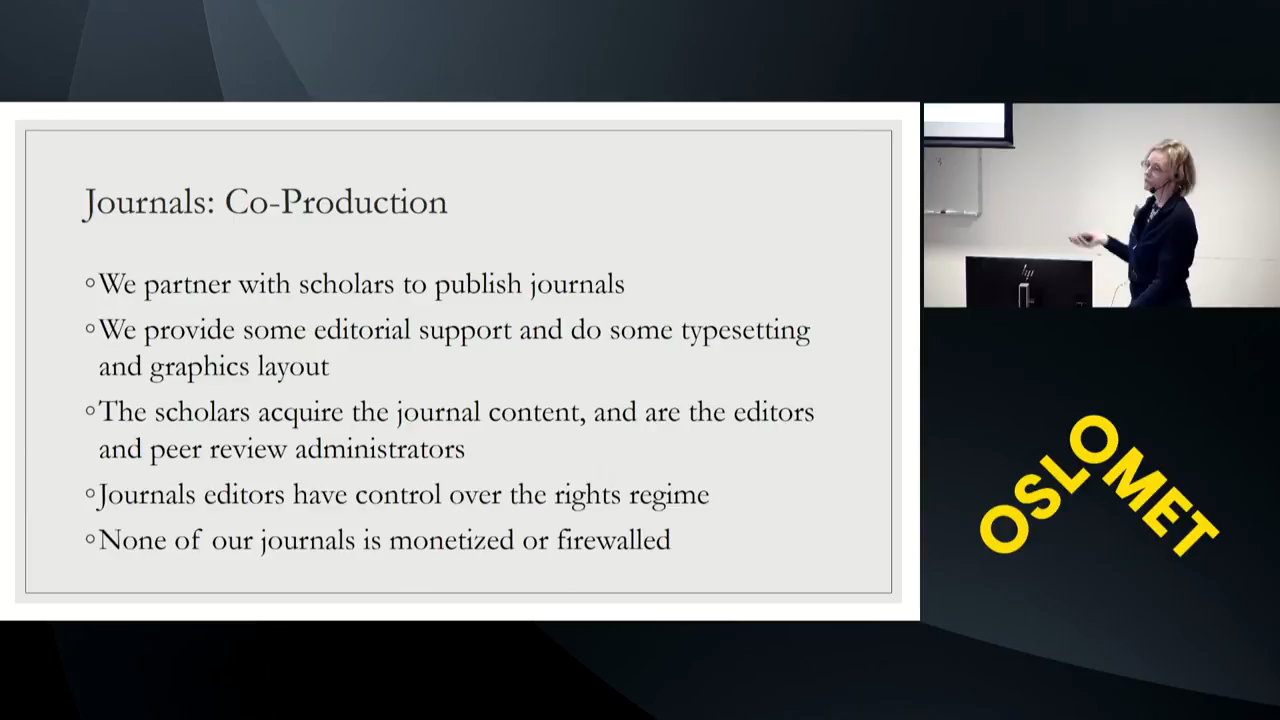 Journals: Co-Production
◦We partner with scholars to publish journals
◦We provide some editorial support and do some typesetting
and graphics layout
◦The scholars acquire the journal content, and are the editors
and peer review administrators
◦Journals editors have control over the rights regime
◦None of our journals is monetized or firewalled
hp
OSLOMET